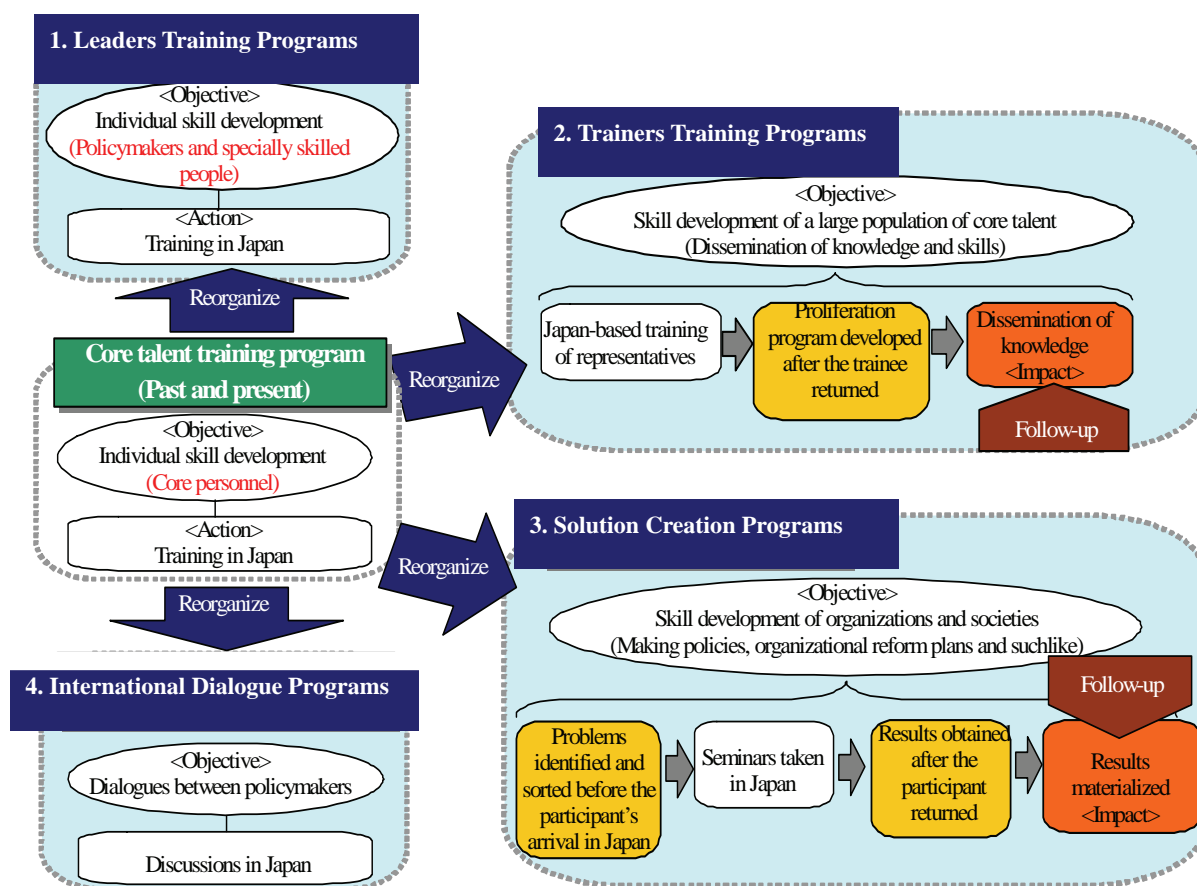 1. Leaders Training Programs
<Objective>
Individual skill development
(Policymakers and specially skilled
people)
<Action>
Training in Japan
Reorganize
Core talent training program
(Past and present)
<Objective>
Individual skill development
(Core personnel)
<Action>
Training in Japan
Reorganize
Reorganize
Reorganize
2. Trainers Training Programs
<Objective>
Skill development of a large population of core talent
(Dissemination of knowledge and skills)
Japan-based training
of representatives
Proliferation
program developed
after the trainee
returned
Dissemination of
knowledge
<Impact>
Follow-up
3. Solution Creation Programs
<Objective>
Skill development of organizations and societies
(Making policies, organizational reform plans and suchlike)
Follow-up
Problems
identified and
sorted before the
participant's
arrival in Japan
Seminars taken
in Japan
Results obtained
after the
participant
returned
Results
materialized
<Impact>
4. International Dialogue Programs
<Objective>
Dialogues between policymakers
Discussions in Japan